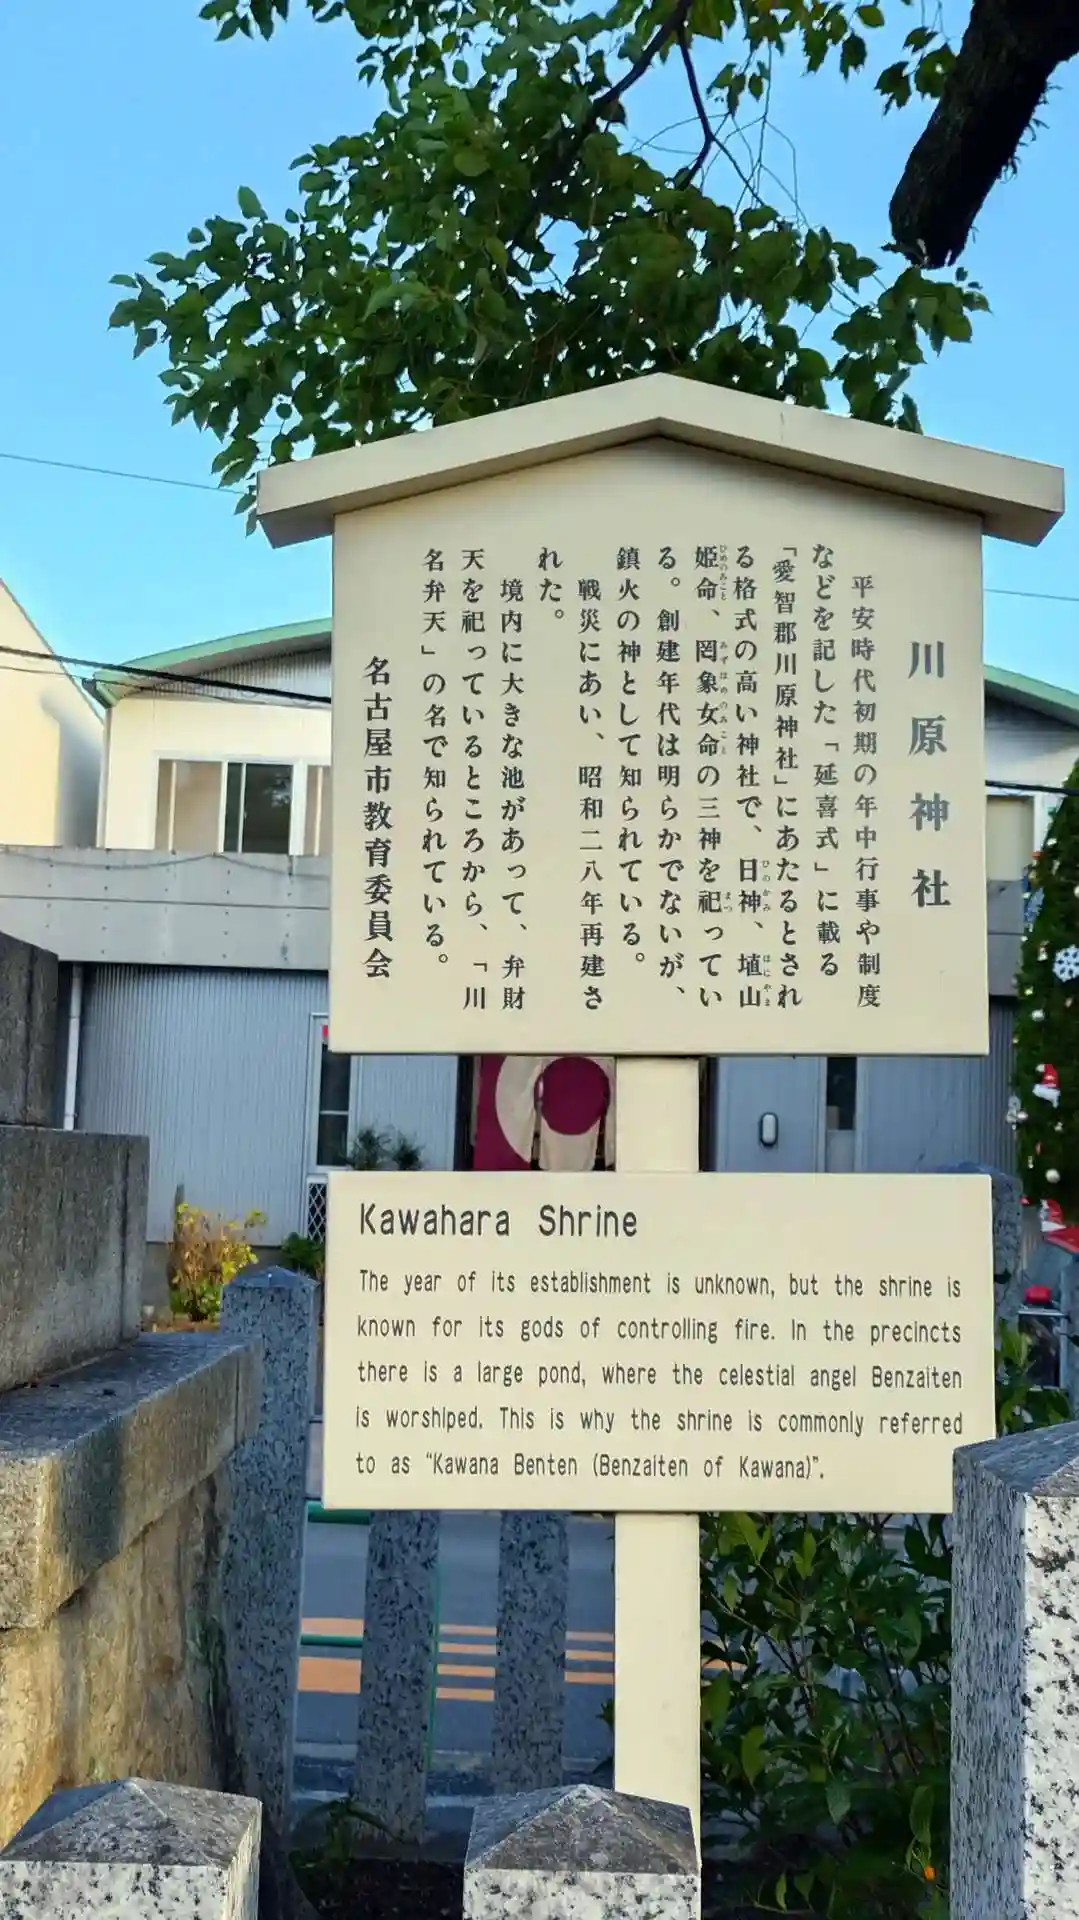 川原神社
平安時代初期の年中行事や制度
などを記した「延喜式」に載る
「愛智郡川原神社」にあたるとされ
る格式の高い神社で、日神、埴山
姫命、罔象女命の三神を祀ってい
る。創建年代は明らかでないが、
鎮火の神として知られている。
戦災にあい、昭和二八年再建さ
れた。
境内に大きな池があって、弁財
天を祀っているところから、「川
名弁天」の名で知られている。
名古屋市教育委員会
Kawahara Shrine
The year of its establishment is unknown, but the shrine is
known for its gods of controlling fire. In the precincts
there is a large pond, where the celestial angel Benzaiten
is worshiped. This is why the shrine is commonly referred
to as “Kawana Benten (Benzaiten of Kawana)”.